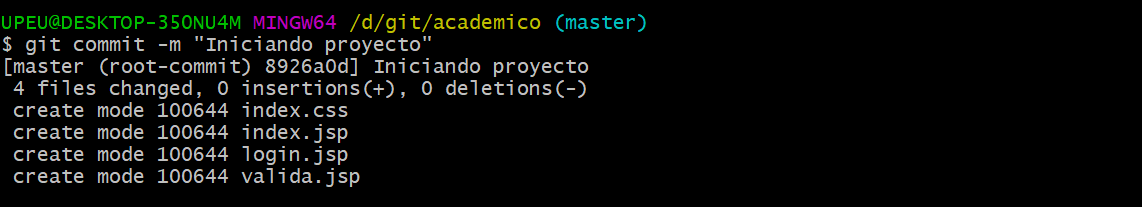 UPEU@DESKTOP-350NU4M MINGW64 /d/git/academico (master)
$ git commit -m "Iniciando proyecto"
[master (root-commit) 8926a0d] Iniciando proyecto
 4 files changed, 0 insertions(+), 0 deletions(-)
 create mode 100644 index.css
 create mode 100644 index.jsp
 create mode 100644 login.jsp
 create mode 100644 valida.jsp